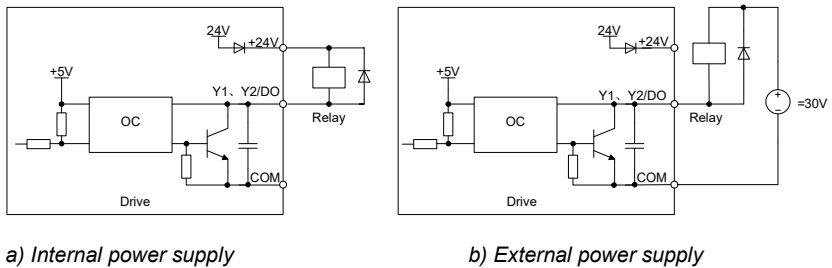 24V
+24V
+5V
Y1、Y2/DO
OC
Relay
COM
Drive
24V
+24V
+5V
Y1、Y2/DO
OC
Relay
+
−
=30V
COM
Drive
a) Internal power supply
b) External power supply